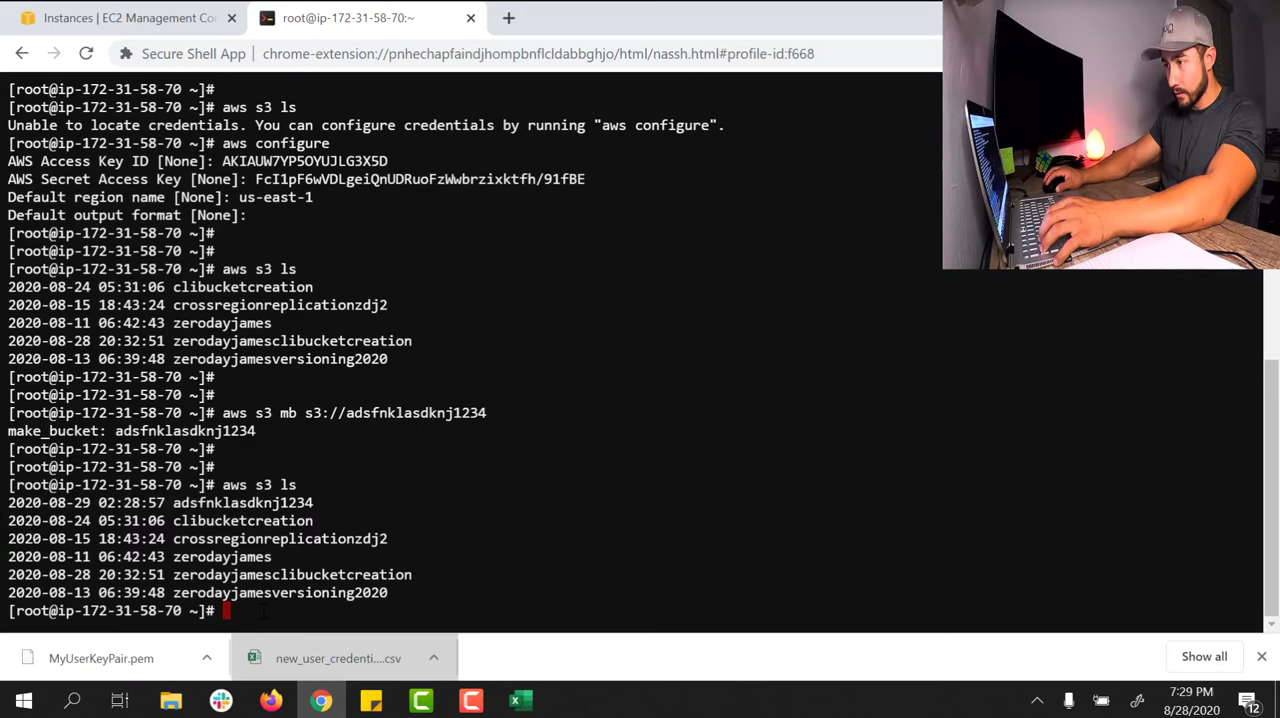 Instances | EC2 Management Con
root@ip-172-31-58-70:~
Secure Shell App
chrome-extension://pnhechapfaindjhompbnflcldabbghjo/html/nassh.html#profile-id:f668
[root@ip-172-31-58-70 ~]#
[root@ip-172-31-58-70 ~]# aws s3 ls
Unable to locate credentials. You can configure credentials by running "aws configure".
[root@ip-172-31-58-70 ~]# aws configure
AWS Access Key ID [None]: AKIAUW7YP5OYUJLG3X5D
AWS Secret Access Key [None]: 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
Default region name [None]: us-east-1
Default output format [None]:
[root@ip-172-31-58-70 ~]#
[root@ip-172-31-58-70 ~]#
[root@ip-172-31-58-70 ~]# aws s3 ls
2020-08-24 05:31:06 clibucketcreation
2020-08-15 18:43:24 crossregionreplicationzdj2
2020-08-11 06:42:43 zerodayjames
2020-08-28 20:32:51 zerodayjamesclibucketcreation
2020-08-13 06:39:48 zerodayjamesversioning2020
[root@ip-172-31-58-70 ~]#
[root@ip-172-31-58-70 ~]#
[root@ip-172-31-58-70 ~]# aws s3 mb s3://adsfnklasdknj1234
make_bucket: adsfnklasdknj1234
[root@ip-172-31-58-70 ~]#
[root@ip-172-31-58-70 ~]#
[root@ip-172-31-58-70 ~]# aws s3 ls
2020-08-29 02:28:57 adsfnklasdknj1234
2020-08-24 05:31:06 clibucketcreation
2020-08-15 18:43:24 crossregionreplicationzdj2
2020-08-11 06:42:43 zerodayjames
2020-08-28 20:32:51 zerodayjamesclibucketcreation
2020-08-13 06:39:48 zerodayjamesversioning2020
[root@ip-172-31-58-70 ~]#
MyUserKeyPair.pem
new_user_credenti....csv
Show all
7:29 PM
8/28/2020
12